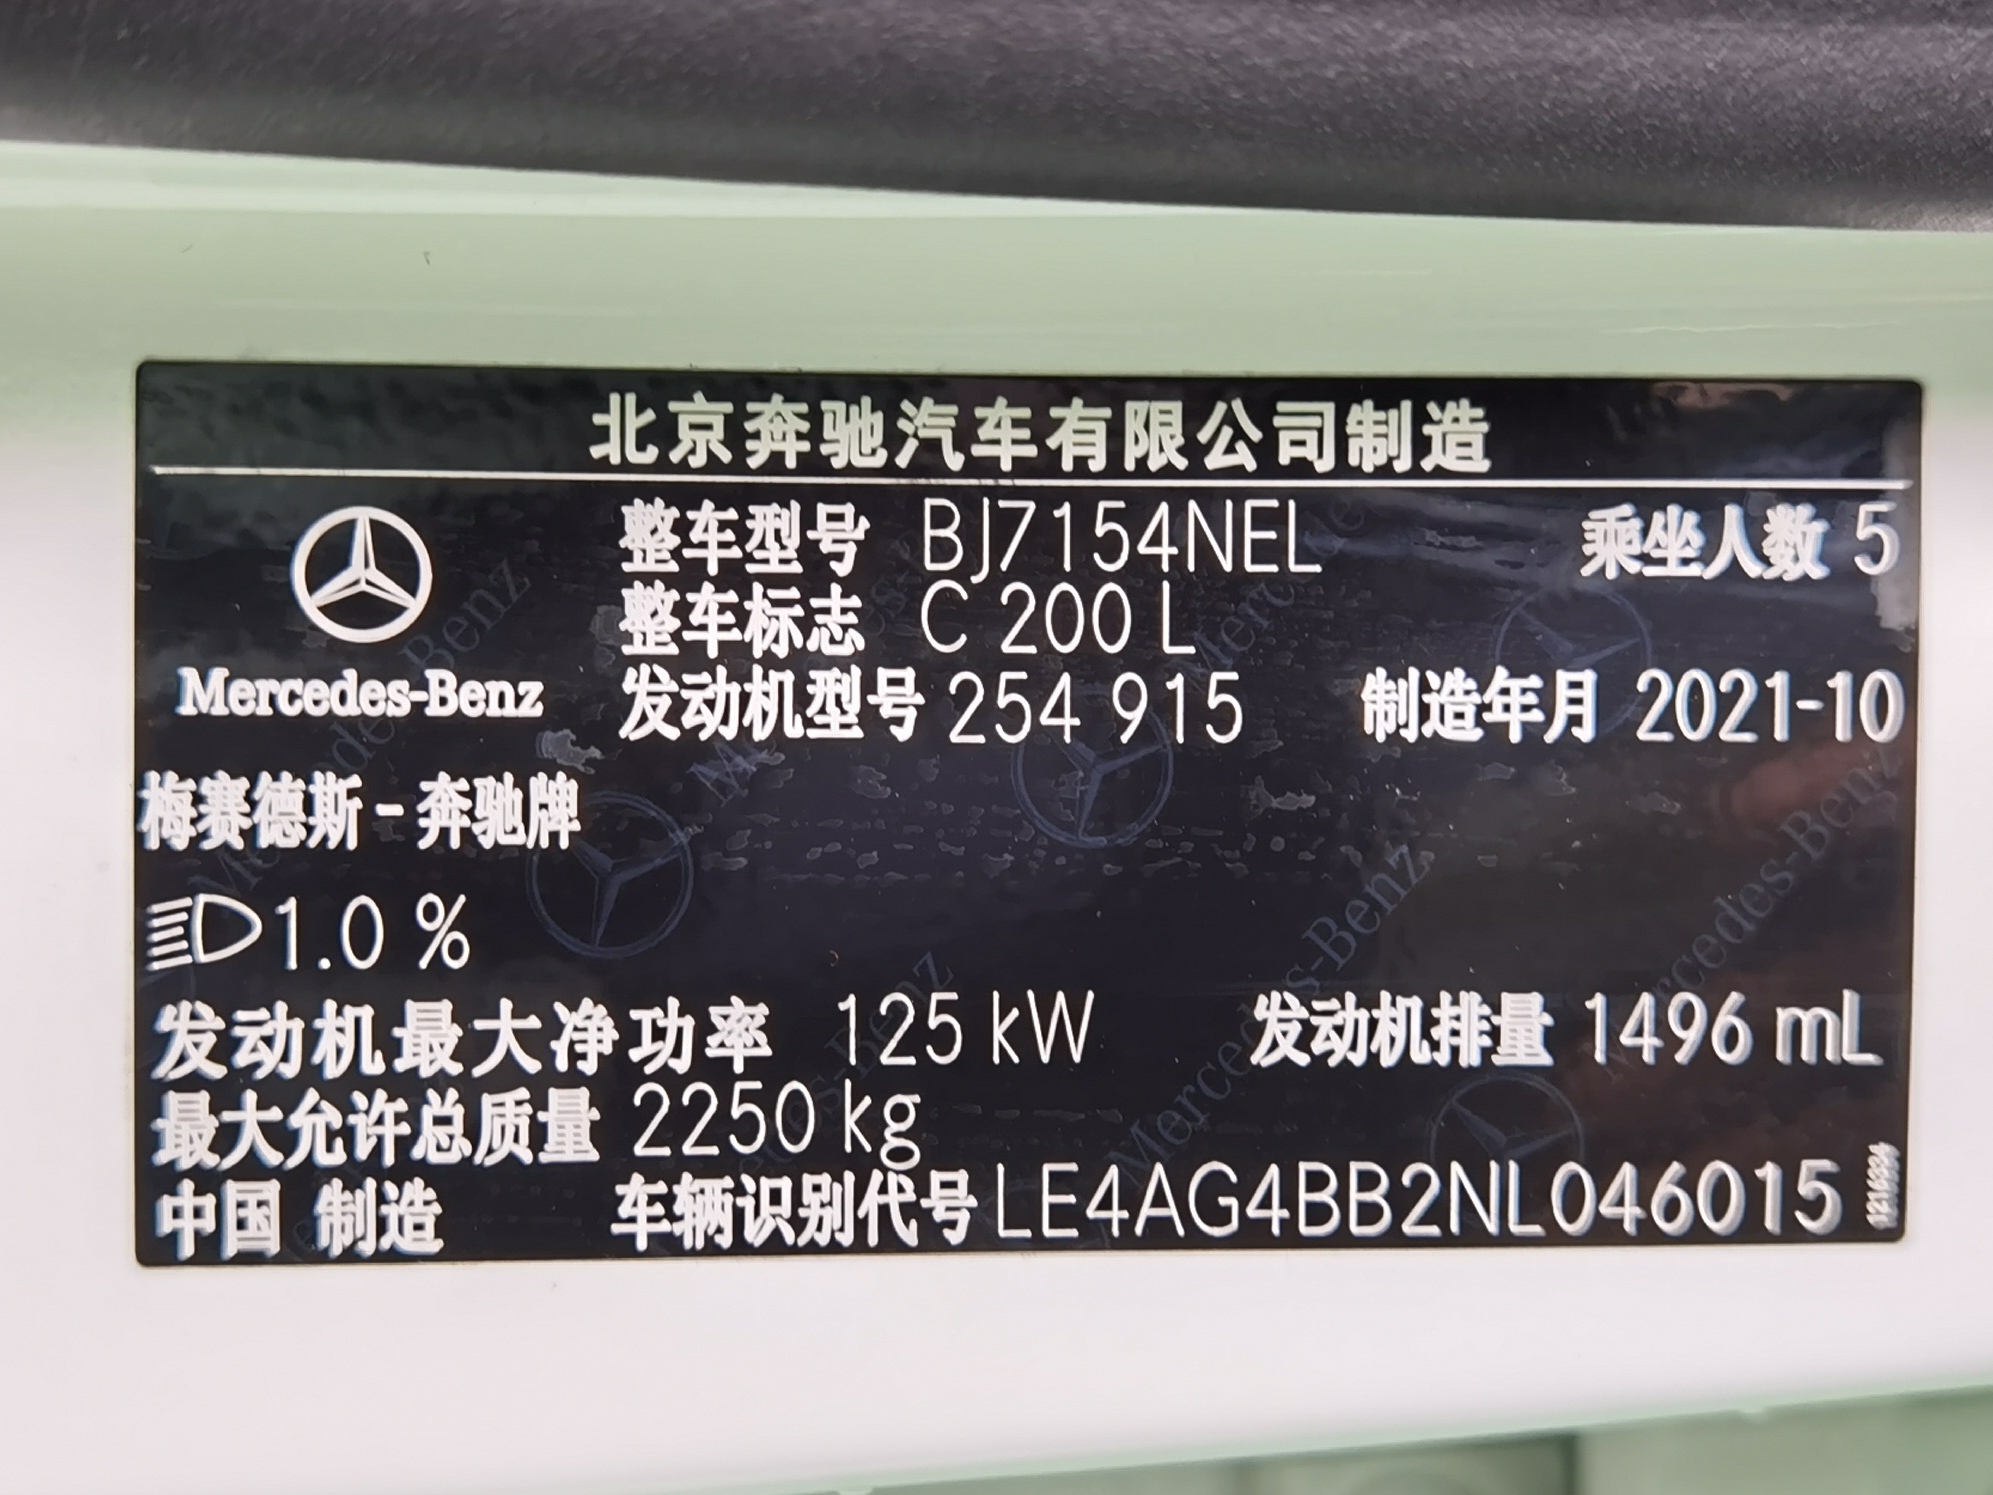 北京奔驰汽车有限公司制造
整车型号 BJ7154NEL 乘坐人数 5
整车标志 C 200 L
Mercedes-Benz
发动机型号 254 915 制造年月 2021-10
梅赛德斯-奔驰牌
1.0 %
发动机最大净功率 125 kW 发动机排量 1496 mL
最大允许总质量 2250 kg
中国 制造 车辆识别代号 LE4AG4BB2NL046015